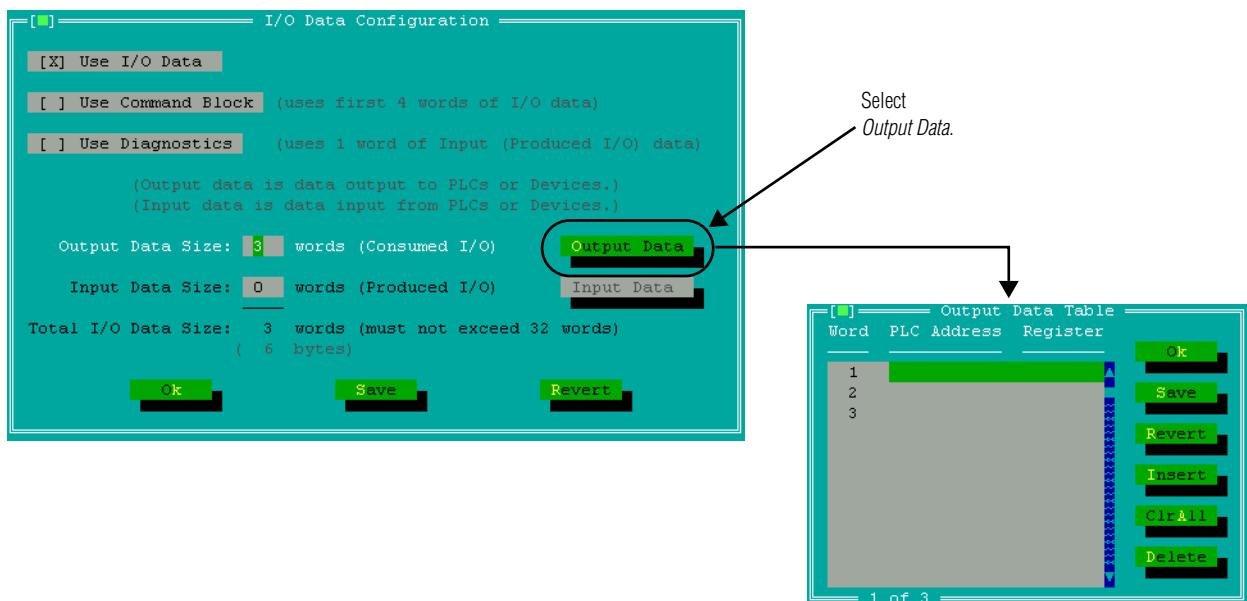 [■] I/O Data Configuration
[X] Use I/O Data
[ ] Use Command Block (uses first 4 words of I/O data)
[ ] Use Diagnostics (uses 1 word of Input (Produced I/O) data)
(Output data is data output to PLCs or Devices.)
(Input data is data input from PLCs or Devices.)
Output Data Size: 3 words (Consumed I/O) Output Data
Input Data Size: 0 words (Produced I/O) Input Data
Total I/O Data Size: 3 words (must not exceed 32 words)
( 6 bytes)
Ok Save Revert
Select
Output Data.
[■] Output Data Table
Word PLC Address Register
1
2
3
Ok
Save
Revert
Insert
ClrAll
Delete
1 of 3